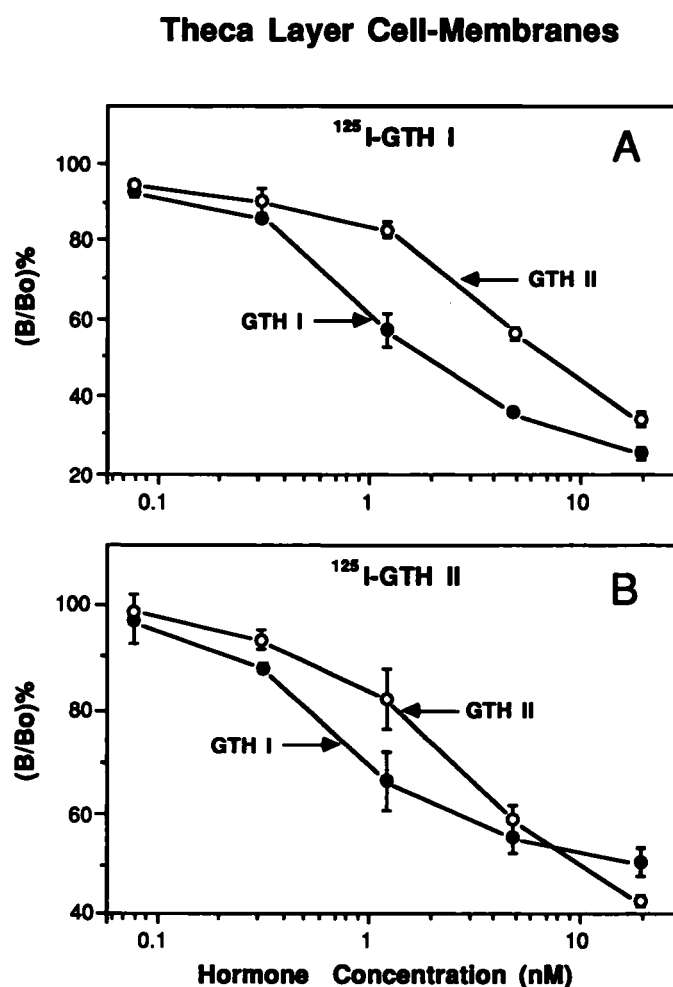 Theca Layer Cell-Membranes
¹²⁵I-GTH I
A
100
80
60
40
20
(B/Bo)%
GTH II
GTH I
0.1
1
10
¹²⁵I-GTH II
B
100
80
60
40
(B/Bo)%
GTH II
GTH I
0.1
1
10
Hormone Concentration (nM)